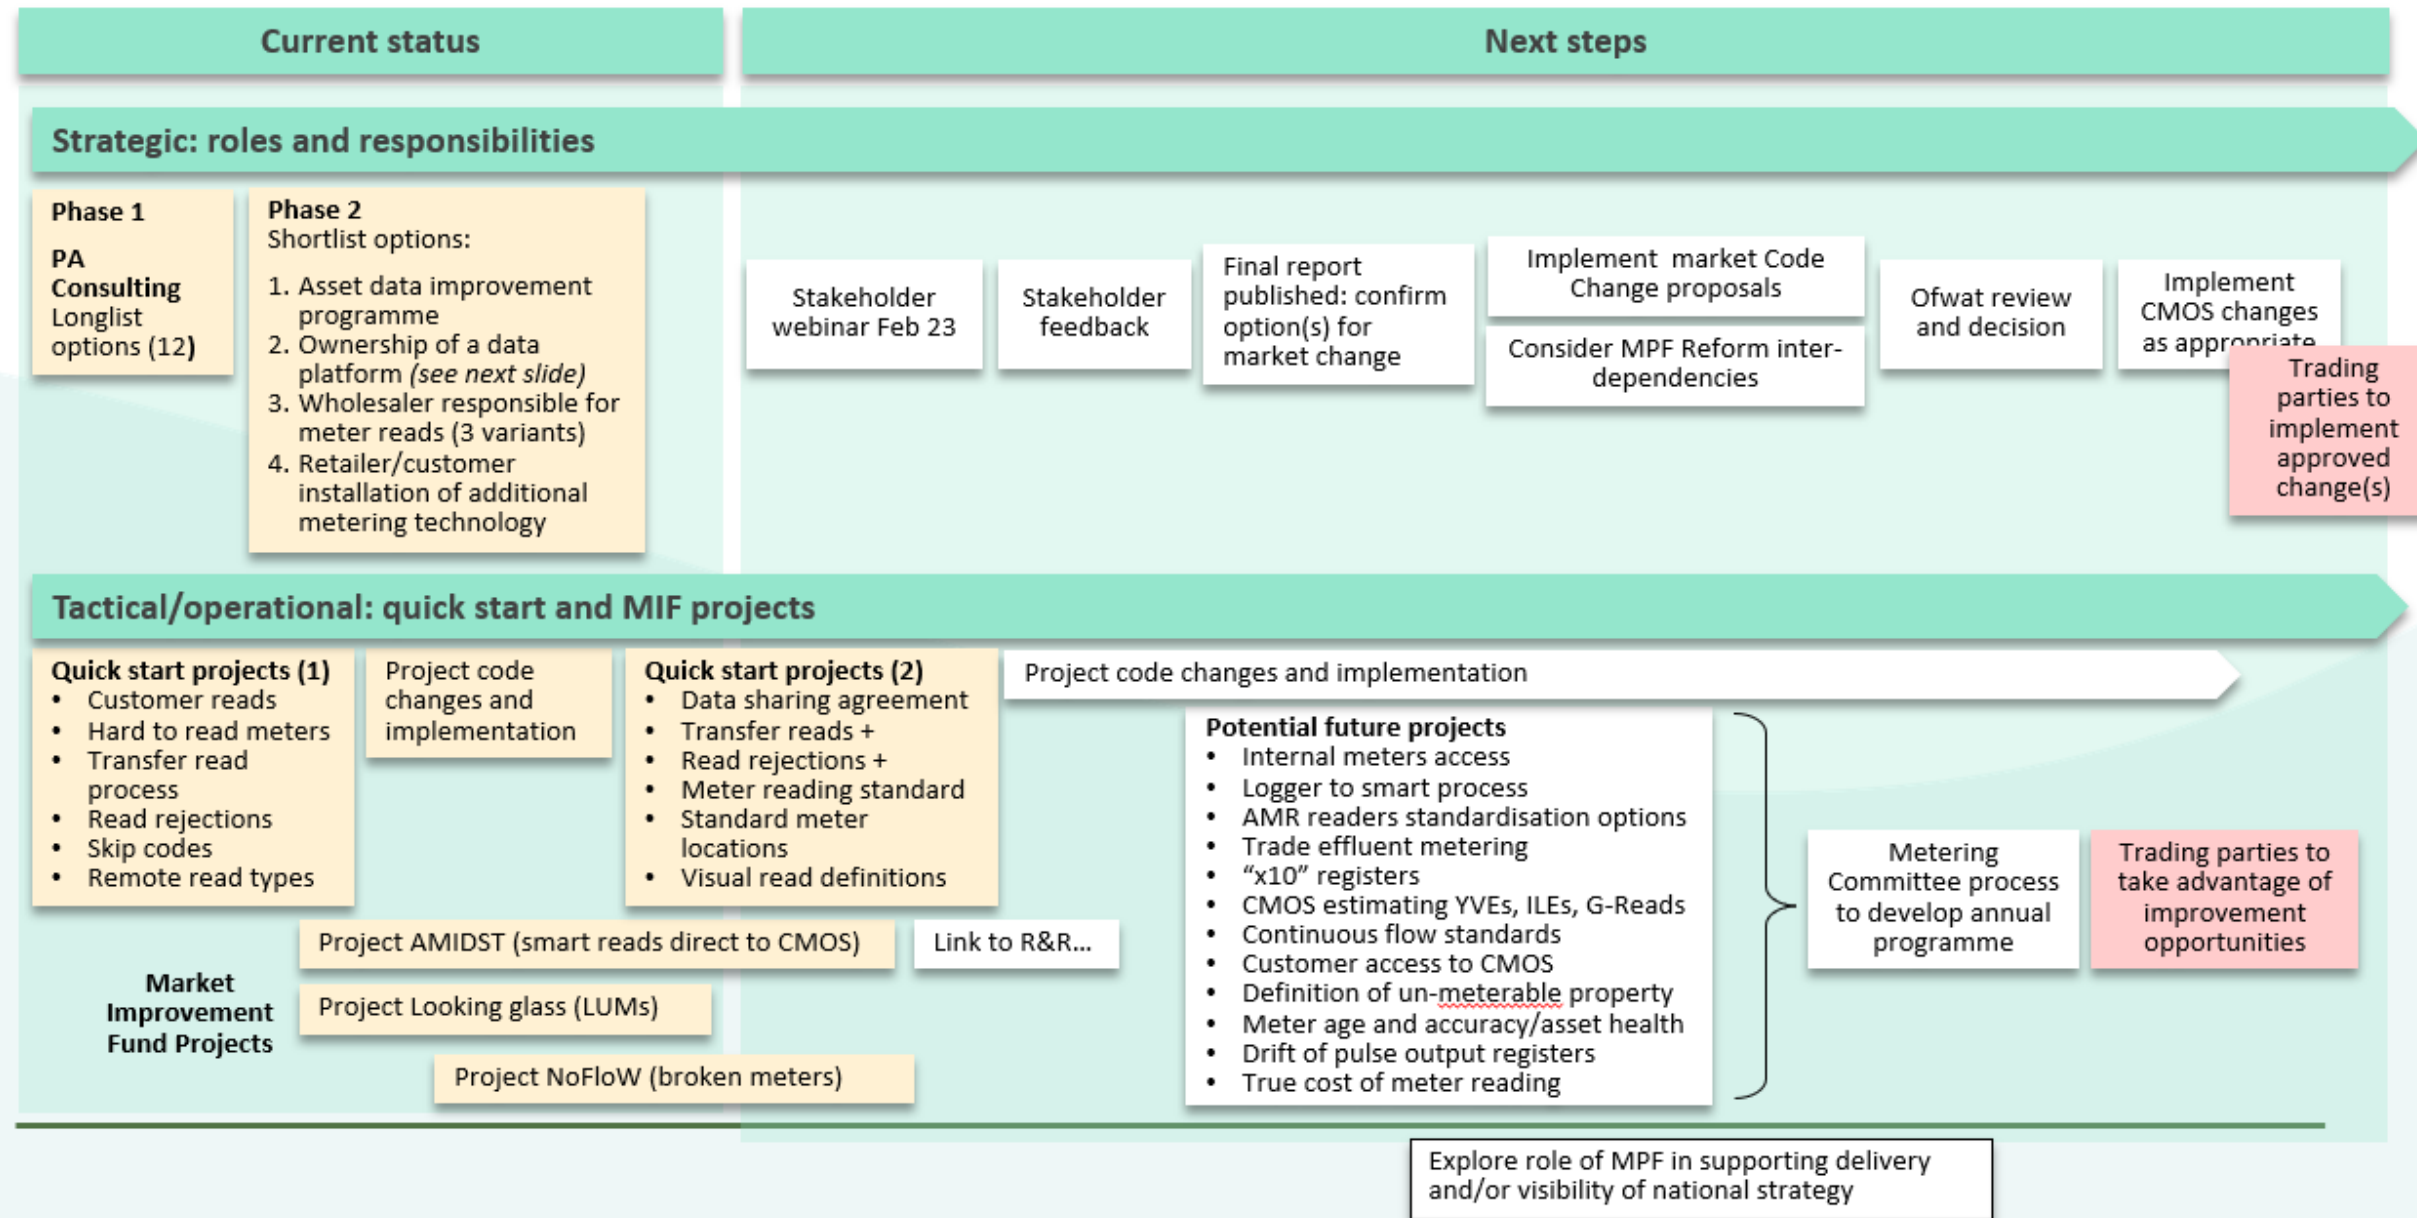 Current status
Next steps
Strategic: roles and responsibilities
Phase 1
PA
Consulting
Longlist
options (12)
Phase 2
Shortlist options:
1. Asset data improvement
programme
2. Ownership of a data
platform (see next slide)
3. Wholesaler responsible for
meter reads (3 variants)
4. Retailer/customer
installation of additional
metering technology
Stakeholder
webinar Feb 23
Stakeholder
feedback
Final report
published: confirm
option(s) for
market change
Implement market Code
Change proposals
Consider MPF Reform inter-
dependencies
Ofwat review
and decision
Implement
CMOS changes
as appropriate
Trading
parties to
implement
approved
change(s)
Tactical/operational: quick start and MIF projects
Quick start projects (1)
• Customer reads
• Hard to read meters
• Transfer read
process
• Read rejections
• Skip codes
• Remote read types
Project code
changes and
implementation
Quick start projects (2)
• Data sharing agreement
• Transfer reads +
• Read rejections +
• Meter reading standard
• Standard meter
locations
• Visual read definitions
Project code changes and implementation
Market
Improvement
Fund Projects
Project AMIDST (smart reads direct to CMOS)
Link to R&R...
Project Looking glass (LUMs)
Project NoFloW (broken meters)
Potential future projects
• Internal meters access
• Logger to smart process
• AMR readers standardisation options
• Trade effluent metering
• “x10” registers
• CMOS estimating YVEs, ILEs, G-Reads
• Continuous flow standards
• Customer access to CMOS
• Definition of un-meterable property
• Meter age and accuracy/asset health
• Drift of pulse output registers
• True cost of meter reading
Metering
Committee process
to develop annual
programme
Trading parties to
take advantage of
improvement
opportunities
Explore role of MPF in supporting delivery
and/or visibility of national strategy